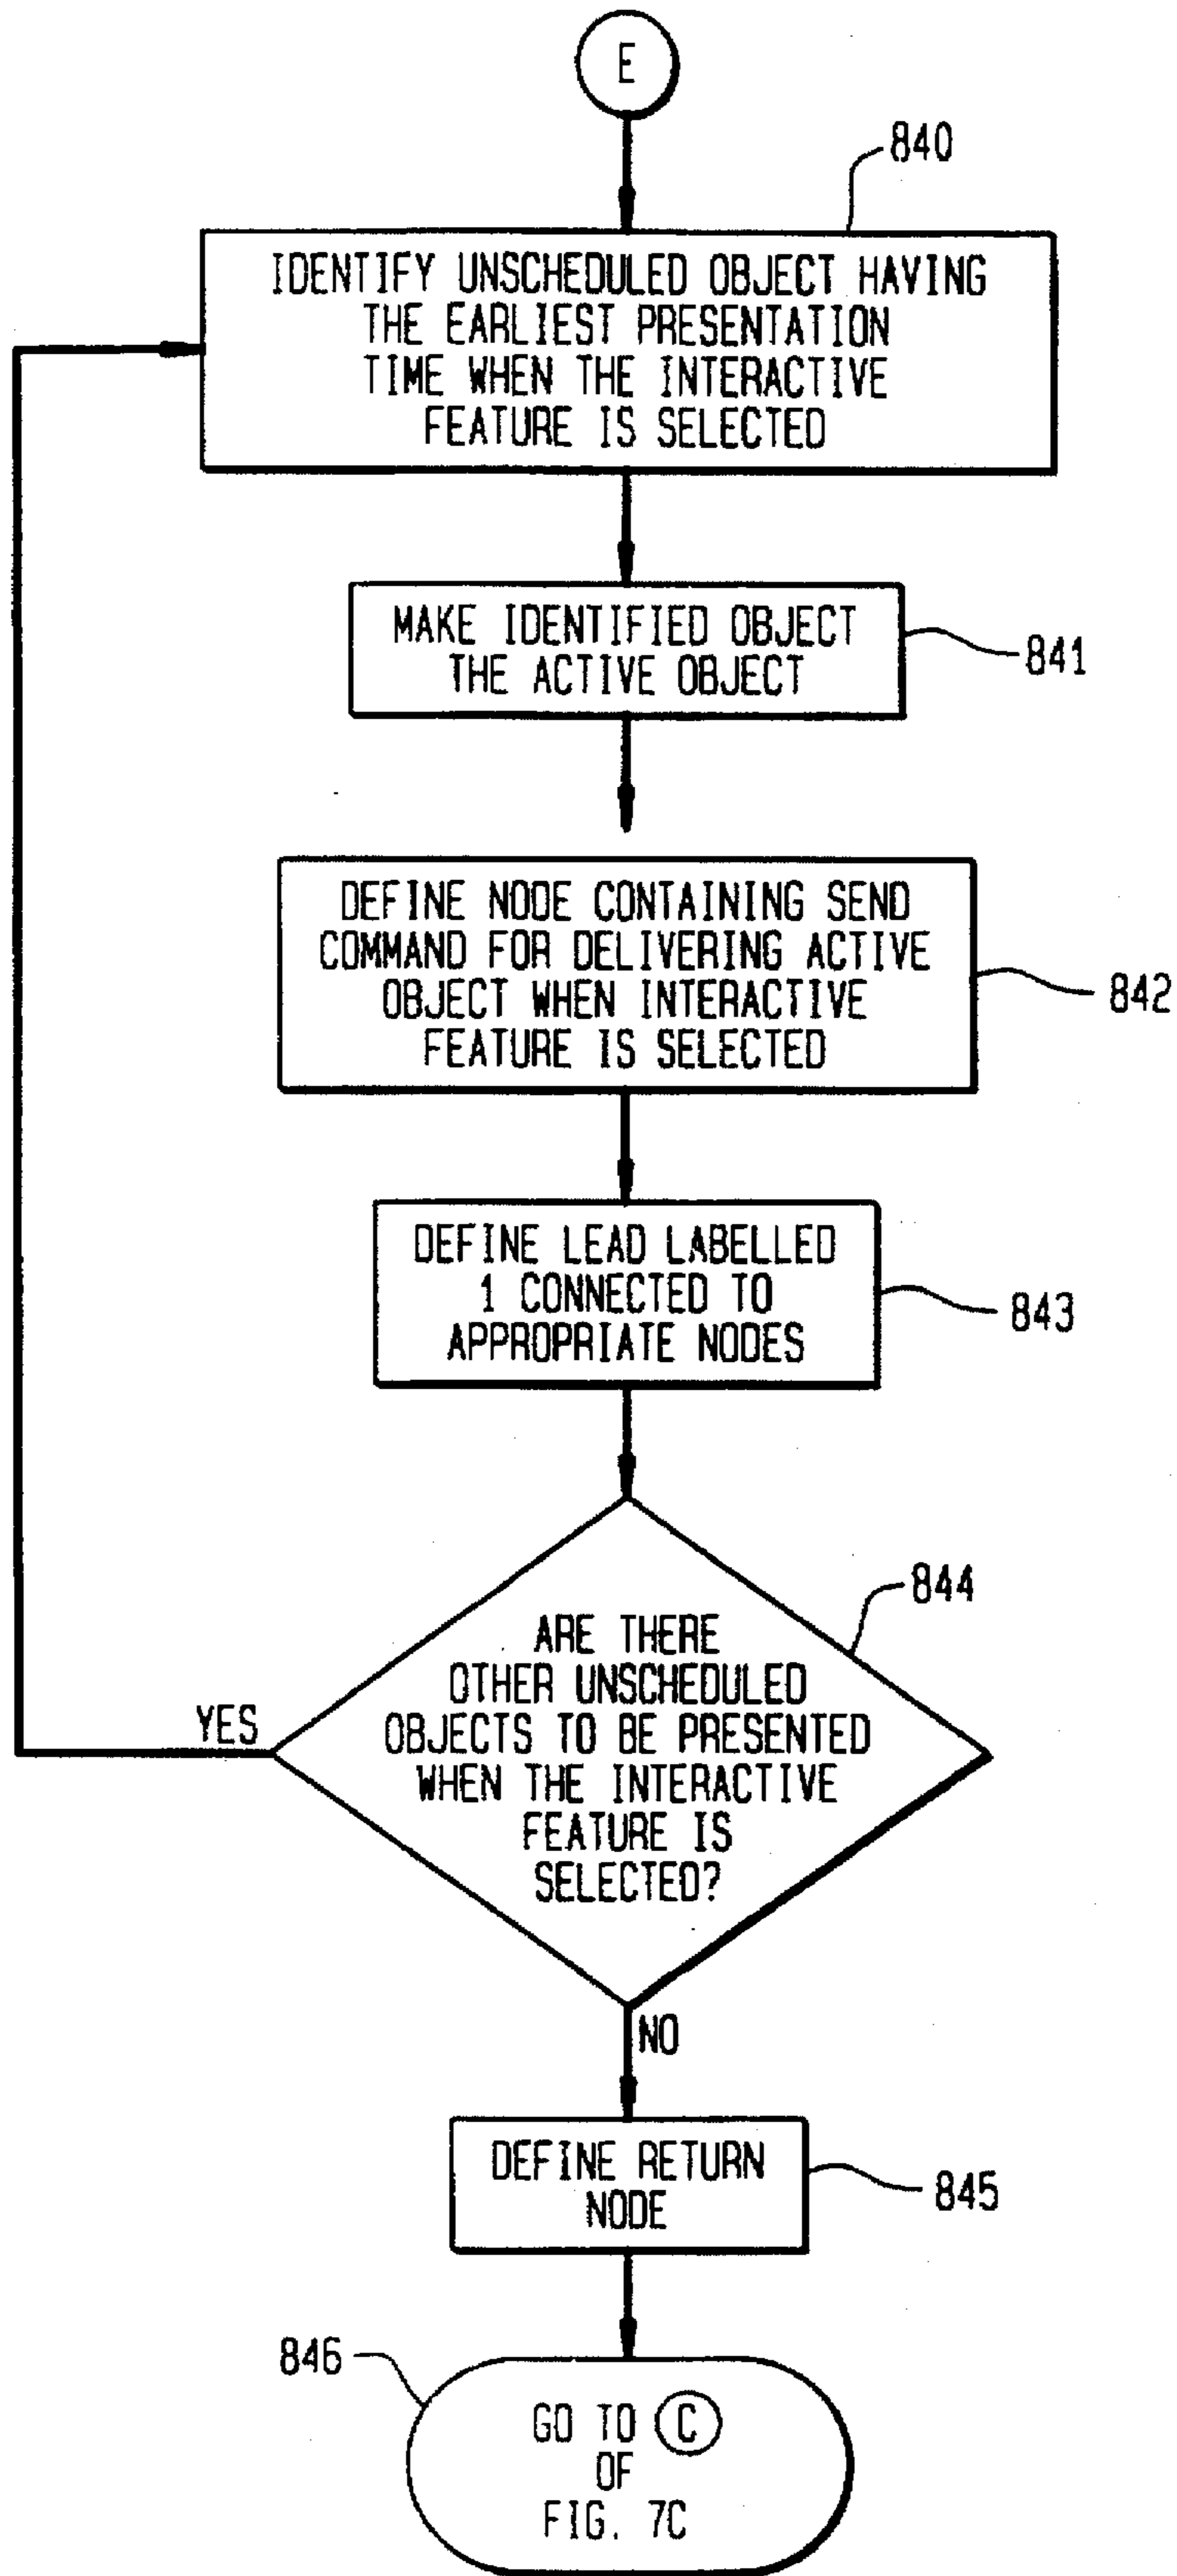 E
840
IDENTIFY UNSCHEDULED OBJECT HAVING
THE EARLIEST PRESENTATION
TIME WHEN THE INTERACTIVE
FEATURE IS SELECTED
MAKE IDENTIFIED OBJECT
THE ACTIVE OBJECT
841
DEFINE NODE CONTAINING SEND
COMMAND FOR DELIVERING ACTIVE
OBJECT WHEN INTERACTIVE
FEATURE IS SELECTED
842
DEFINE LEAD LABELLED
1 CONNECTED TO
APPROPRIATE NODES
843
844
ARE THERE
OTHER UNSCHEDULED
OBJECTS TO BE PRESENTED
WHEN THE INTERACTIVE
FEATURE IS
SELECTED?
YES
NO
DEFINE RETURN
NODE
845
846
GO TO C
OF
FIG. 7C